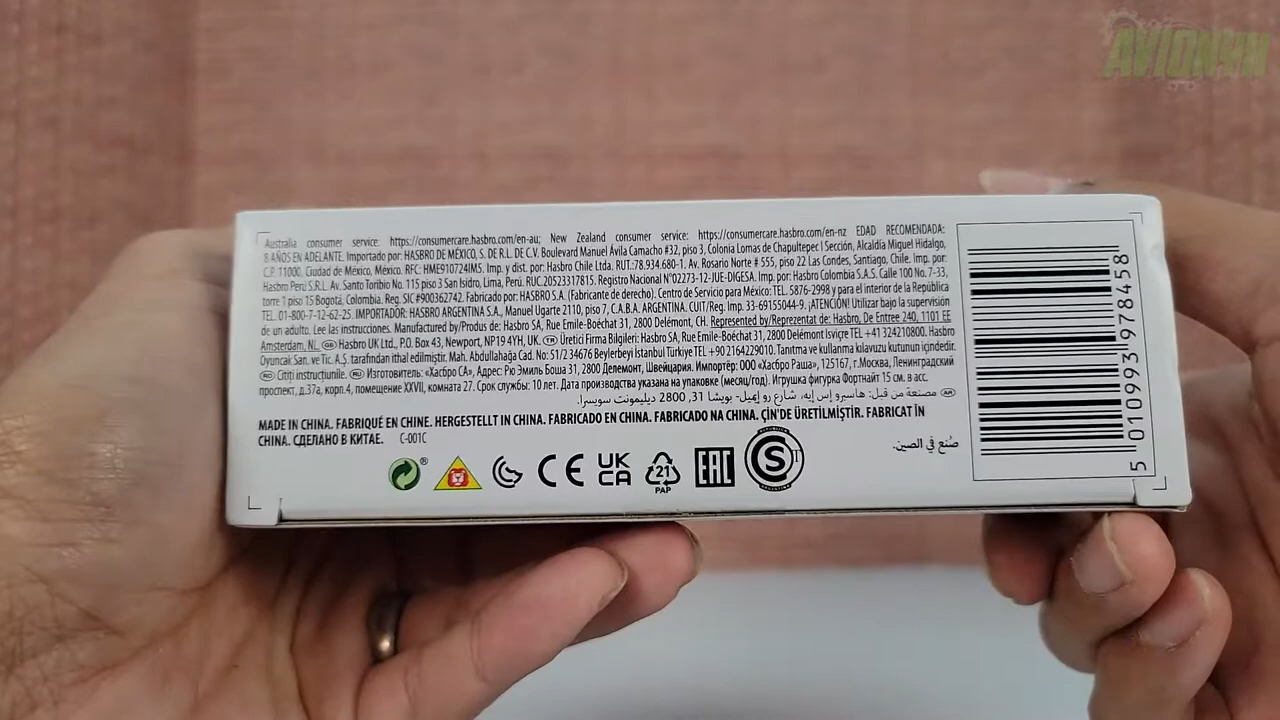 AVION4U
Australia consumer service: https://consumercare.hasbro.com/en-au; New Zealand consumer service: https://consumercare.hasbro.com/en-nz EDAD RECOMENDADA:
8 AÑOS EN ADELANTE. Importado por: HASBRO DE MÉXICO, S. DE R.L. DE C.V. Boulevard Manuel Ávila Camacho #32, piso 3, Colonia Lomas de Chapultepec I Sección, Alcaldía Miguel Hidalgo,
C.P. 11000, Ciudad de México, México. RFC: HME910724IM5. Imp. y dist. por: Hasbro Chile Ltda. RUT.:78.934.680-1. Av. Rosario Norte # 555, piso 22 Las Condes, Santiago, Chile. Imp. por:
Hasbro Perú S.R.L. Av. Santo Toribio No. 115 piso 3 San Isidro, Lima, Perú. RUC.20523317815. Registro Nacional N°02273-12-JUE-DIGESA. Imp. por: Hasbro Colombia S.A.S. Calle 100 No. 7-33,
torre 1 piso 15 Bogotá, Colombia. Reg. SIC #900362742. Fabricado por: HASBRO S.A. (Fabricante de derecho). Centro de Servicio para México: TEL. 5876-2998 y para el interior de la República
TEL. 01-800-7-12-62-25. IMPORTADOR: HASBRO ARGENTINA S.A., Manuel Ugarte 2110, piso 7, C.A.B.A. ARGENTINA. CUIT/Reg. Imp. 33-69155044-9. ¡ATENCIÓN! Utilizar bajo la supervisión
de un adulto. Lee las instrucciones. Manufactured by/Produs de: Hasbro SA, Rue Emile-Boéchat 31, 2800 Delémont, CH. Represented by/Reprezentat de: Hasbro, De Entree 240, 1101 EE
Amsterdam, NL. GB Hasbro UK Ltd., P.O. Box 43, Newport, NP19 4YH, UK. TR Üretici Firma Bilgileri: Hasbro SA, Rue Emile-Boéchat 31, 2800 Delémont İsviçre TEL +41 324210800. Hasbro
Oyuncak San. ve Tic. A.Ş. tarafından ithal edilmiştir. Mah. Abdullahağa Cad. No: 51/2 34676 Beylerbeyi İstanbul Türkiye TEL +90 2164229010. Tanıtma ve kullanma kılavuzu kutunun içindedir.
RO Citiți instrucțiunile. RU Изготовитель: «Хасбро СА», Адрес: Рю Эмиль Боша 31, 2800 Делемонт, Швейцария. Импортёр: ООО «Хасбро Раша», 125167, г.Москва, Ленинградский
проспект, д.37а, корп.4, помещение XXVII, комната 27. Срок службы: 10 лет. Дата производства указана на упаковке (месяц/год). Игрушка фигурка Фортнайт 15 см. в асс.
AR مصنعة من قبل: هاسبرو إس إيه، شارع رو إميل- بويشا 31, 2800 ديليمونت سويسرا.
MADE IN CHINA. FABRIQUÉ EN CHINE. HERGESTELLT IN CHINA. FABRICADO EN CHINA. FABRICADO NA CHINA. ÇİN'DE ÜRETİLMİŞTİR. FABRICAT ÎN
CHINA. СДЕЛАНО В КИТАЕ. C-001C
صُنع في الصين.
®
CE
UK
CA
21
PAP
EAC
S
5 010993 978458